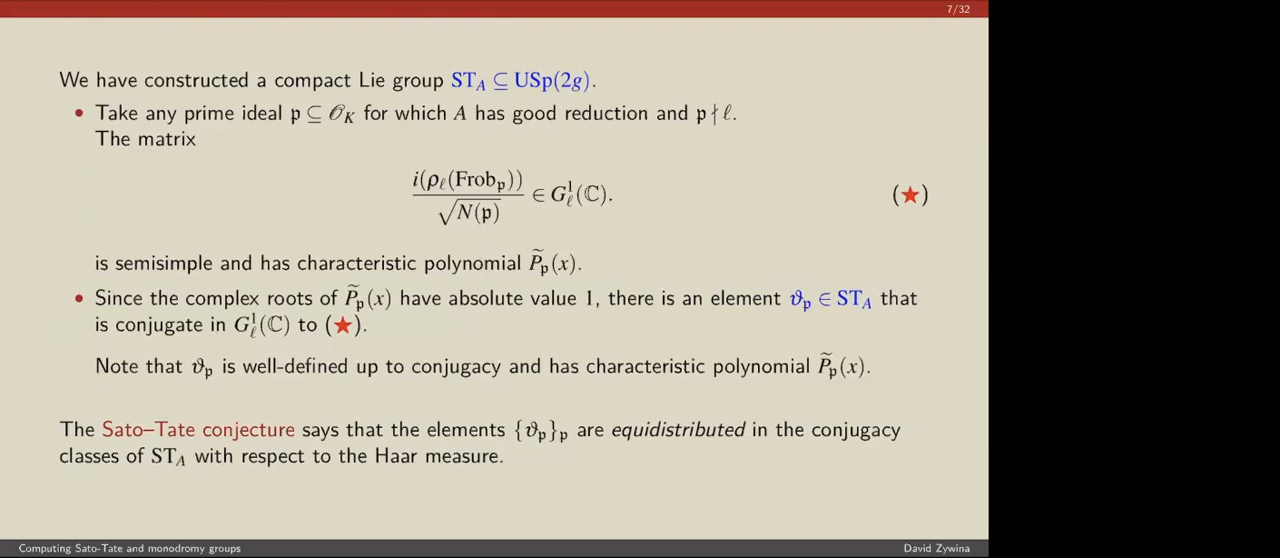 7/32
We have constructed a compact Lie group ST_A ⊆ USp(2g).
• Take any prime ideal 𝔭 ⊆ 𝒪_K for which A has good reduction and 𝔭 ∤ ℓ.
The matrix
i(ρ_ℓ(Frob_𝔭)) / √N(𝔭) ∈ G_ℓ^1(ℂ). (★)
is semisimple and has characteristic polynomial P̃_𝔭(x).
• Since the complex roots of P̃_𝔭(x) have absolute value 1, there is an element ϑ_𝔭 ∈ ST_A that
is conjugate in G_ℓ^1(ℂ) to (★).
Note that ϑ_𝔭 is well-defined up to conjugacy and has characteristic polynomial P̃_𝔭(x).
The Sato–Tate conjecture says that the elements {ϑ_𝔭}_𝔭 are equidistributed in the conjugacy
classes of ST_A with respect to the Haar measure.
Computing Sato-Tate and monodromy groups David Zywina